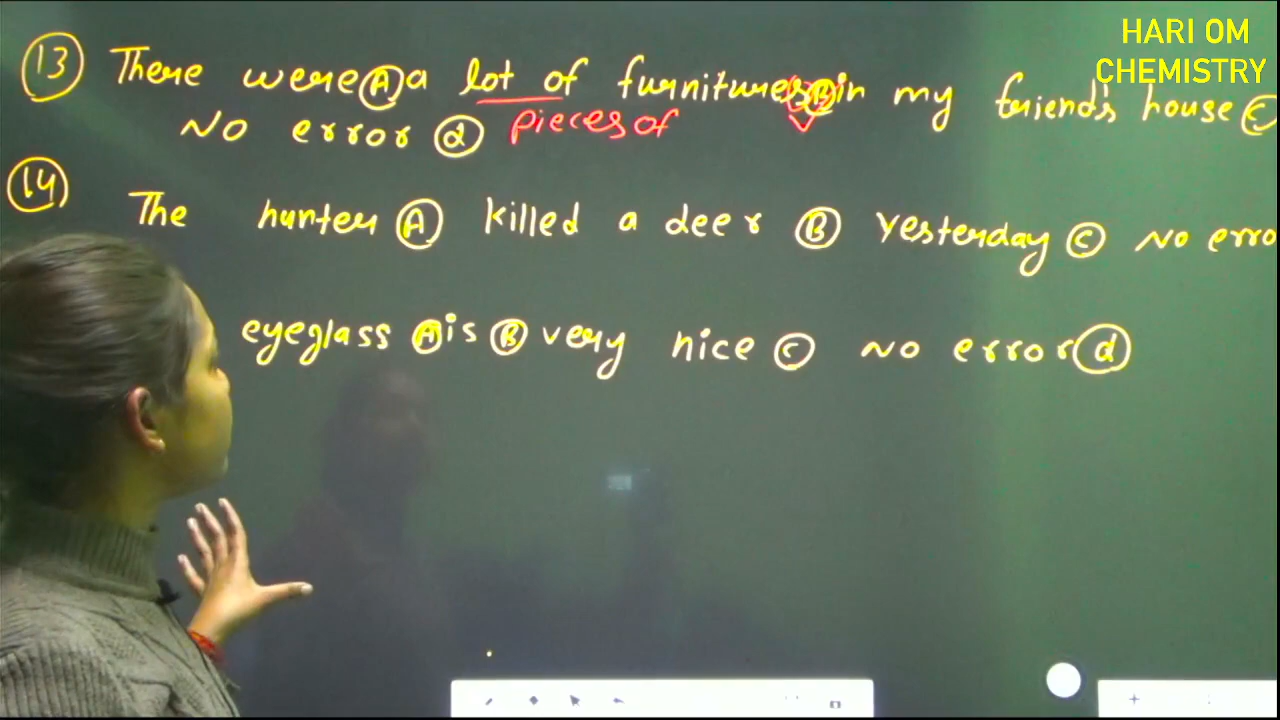 HARI OM
CHEMISTRY
13 There were A a lot of furnitures B in my friend's house C
No error d pieces of
14 The hunter A killed a deer B Yesterday C No erro
eyeglass A is B very nice C No error d